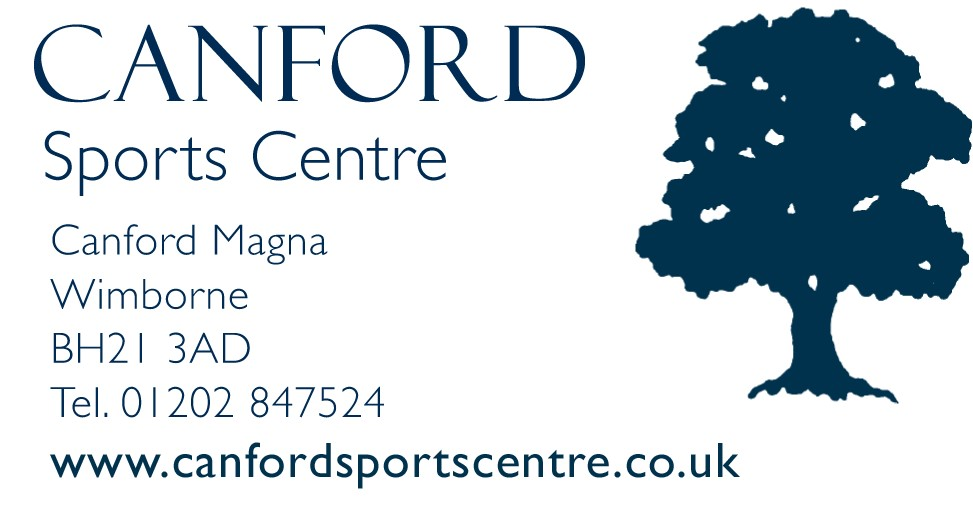 CANFORD
Sports Centre
Canford Magna
Wimborne
BH21 3AD
Tel. 01202 847524
www.canfordsportscentre.co.uk